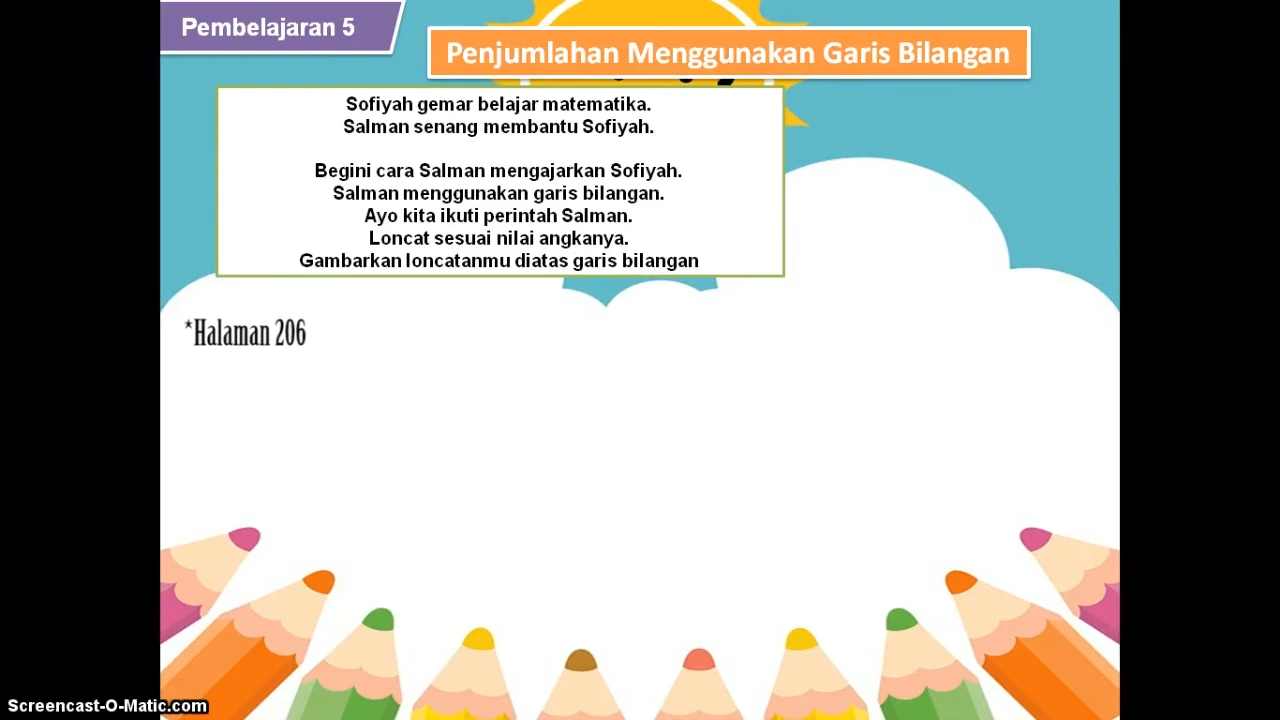 Pembelajaran 5
Penjumlahan Menggunakan Garis Bilangan
Sofiyah gemar belajar matematika.
Salman senang membantu Sofiyah.
Begini cara Salman mengajarkan Sofiyah.
Salman menggunakan garis bilangan.
Ayo kita ikuti perintah Salman.
Loncat sesuai nilai angkanya.
Gambarkan loncatanmu diatas garis bilangan
*Halaman 206
Screencast-O-Matic.com